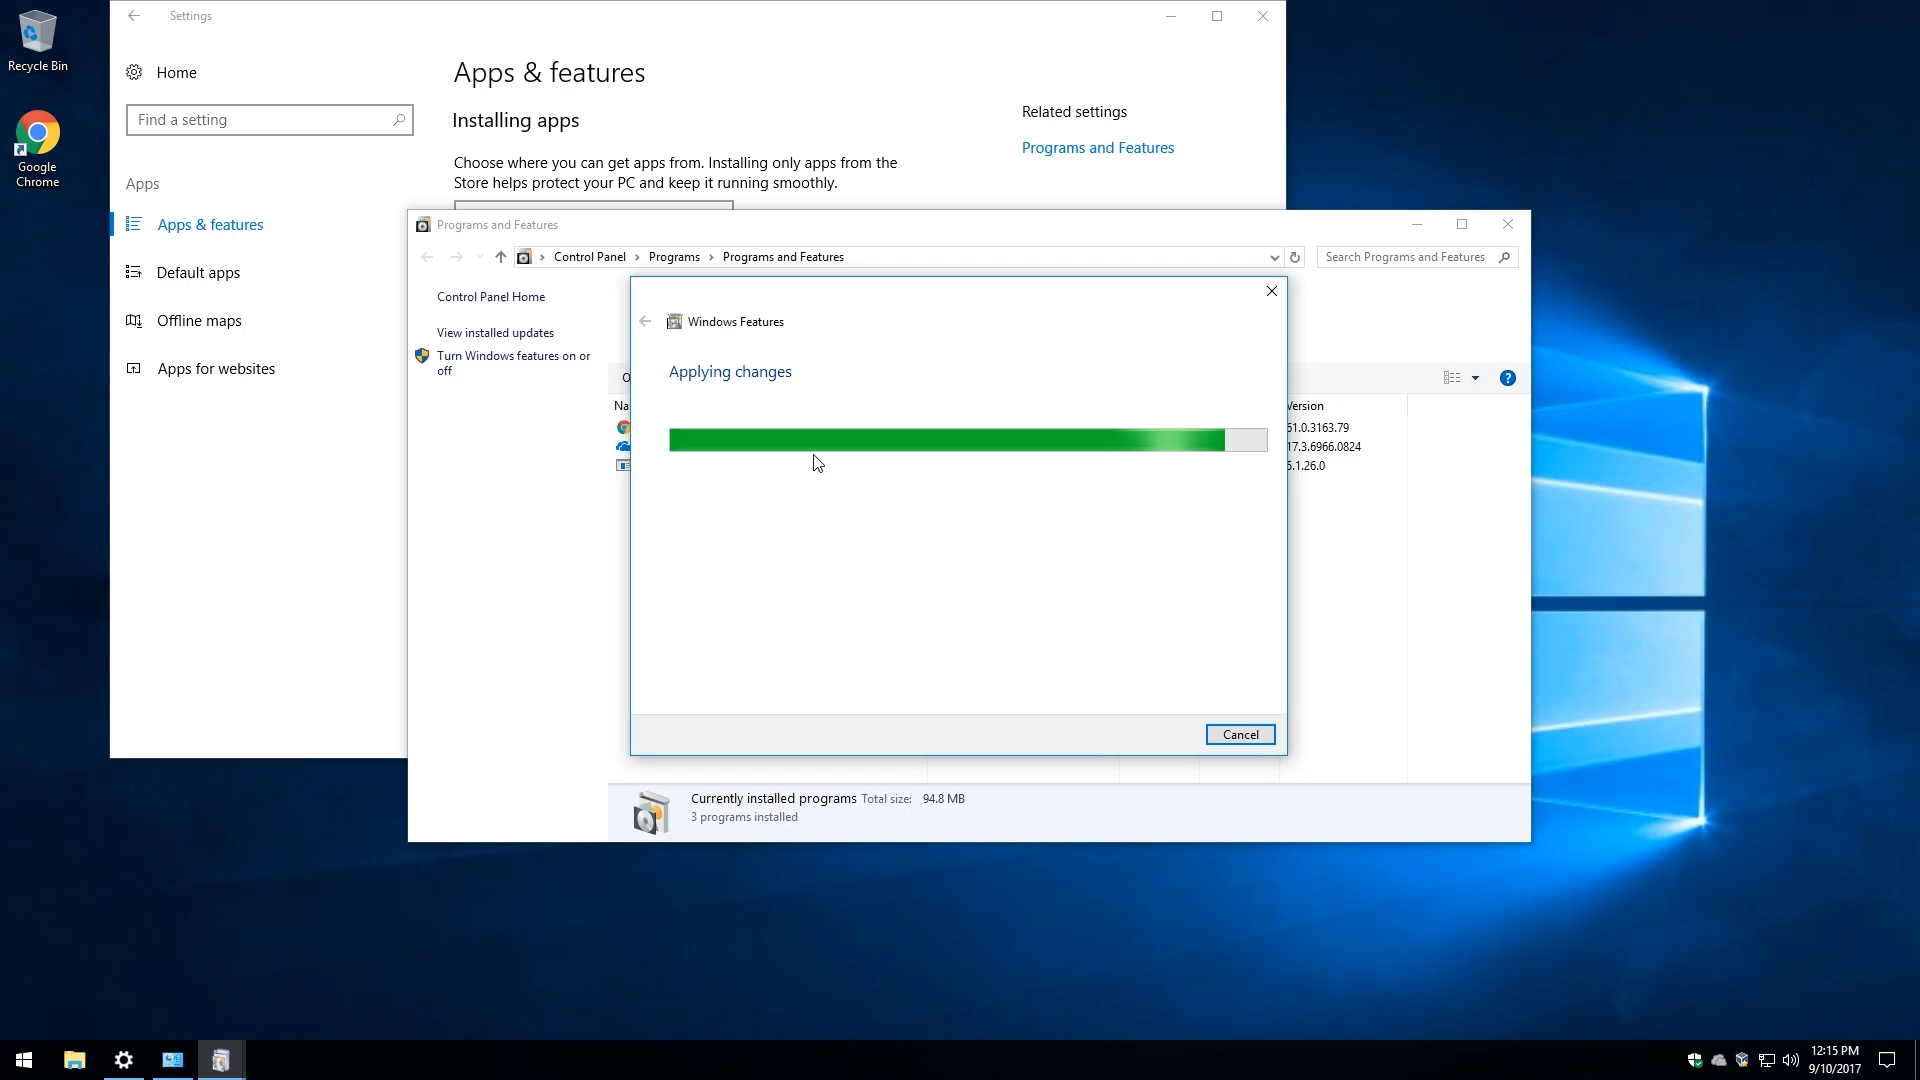 Recycle Bin
Google
Chrome
Settings
Home
Find a setting
Apps
Apps & features
Default apps
Offline maps
Apps for websites
Apps & features
Installing apps
Choose where you can get apps from. Installing only apps from the
Store helps protect your PC and keep it running smoothly.
Related settings
Programs and Features
Programs and Features
Control Panel
Programs
Programs and Features
Search Programs and Features
Control Panel Home
View installed updates
Turn Windows features on or
off
Windows Features
Applying changes
Cancel
O
Na
Version
61.0.3163.79
17.3.6966.0824
5.1.26.0
Currently installed programs Total size: 94.8 MB
3 programs installed
12:15 PM
9/10/2017